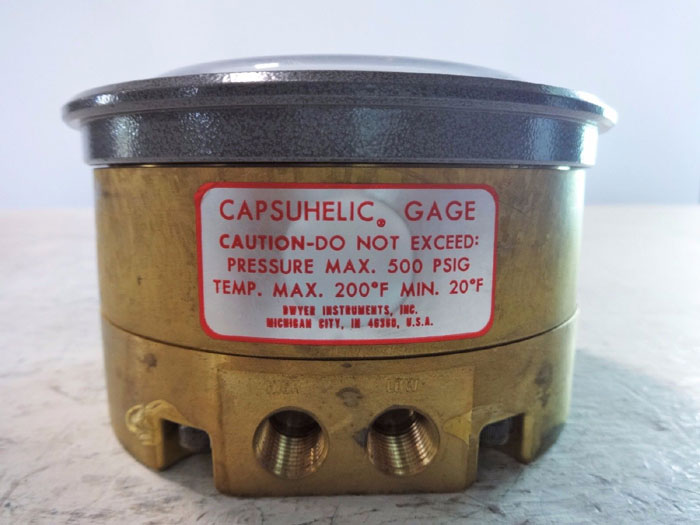 CAPSUHELIC® GAGE
CAUTION-DO NOT EXCEED:
PRESSURE MAX. 500 PSIG
TEMP. MAX. 200°F MIN. 20°F
DWYER INSTRUMENTS, INC.
MICHIGAN CITY, IN 46360, U.S.A.